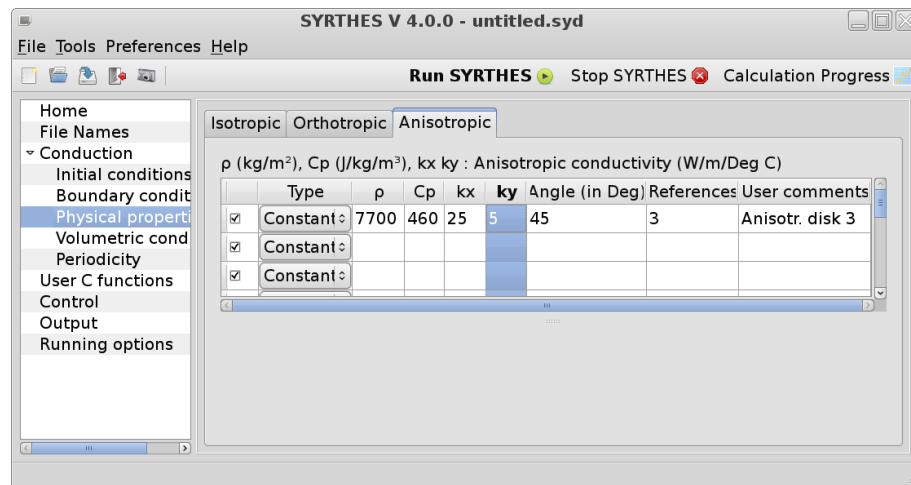 SYRTHES V 4.0.0 - untitled.syd
File Tools Preferences Help
Run SYRTHES Stop SYRTHES Calculation Progress
Home
File Names
Conduction
Initial conditions
Boundary condit
Physical properti
Volumetric cond
Periodicity
User C functions
Control
Output
Running options
Isotropic Orthotropic Anisotropic
ρ (kg/m²), Cp (J/kg/m³), kx ky : Anisotropic conductivity (W/m/Deg C)
Type ρ Cp kx ky Angle (in Deg) References User comments
Constant 7700 460 25 5 45 3 Anisotr. disk 3
Constant
Constant